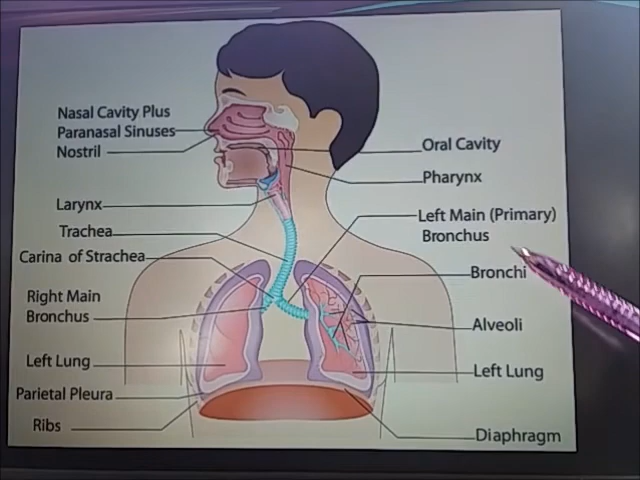 Nasal Cavity Plus
Paranasal Sinuses
Nostril
Larynx
Trachea
Carina of Strachea
Right Main
Bronchus
Left Lung
Parietal Pleura
Ribs
Oral Cavity
Pharynx
Left Main (Primary)
Bronchus
Bronchi
Alveoli
Left Lung
Diaphragm